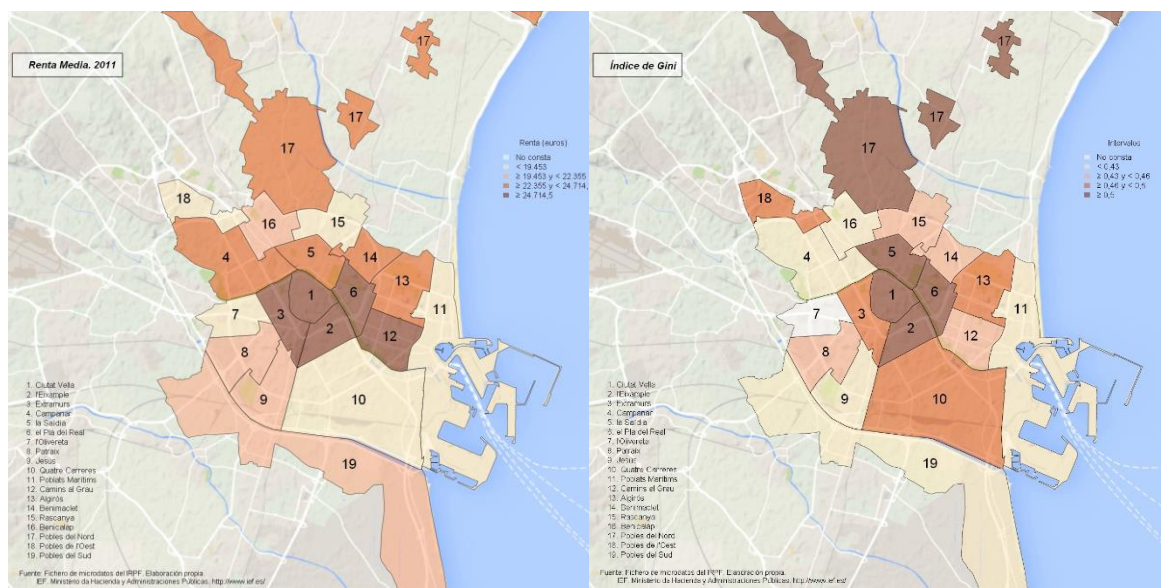 Renta Media. 2011
Renta (euros)
No consta
< 19.453
≥ 19.453 y < 22.355
≥ 22.355 y < 24.714,
≥ 24.714,5
17
17
17
18
16
15
4
5
14
13
6
1
11
7
3
2
12
8
9
10
19
1. Ciutat Vella
2. l'Eixample
3. Extramurs
4. Campanar
5. la Saïdia
6. el Pla del Real
7. l'Olivereta
8. Patraix
9. Jesús
10. Quatre Carreres
11. Poblats Marítims
12. Camins al Grau
13. Algirós
14. Benimaclet
15. Rascanya
16. Benicalap
17. Pobles del Nord
18. Pobles de l'Oest
19. Pobles del Sud
Fuente: Fichero de microdatos del IRPF. Elaboración propia.
IEF. Ministerio da Hacienda y Administraciones Públicas. http://www.ief.es/
Índice de Gini
Intervalos
No consta
< 0,43
≥ 0,43 y < 0,46
≥ 0,46 y < 0,5
≥ 0,5
17
17
17
18
16
15
4
5
14
13
6
1
11
7
3
2
12
8
9
10
19
1. Ciutat Vella
2. l'Eixample
3. Extramurs
4. Campanar
5. la Saïdia
6. el Pla del Real
7. l'Olivereta
8. Patraix
9. Jesús
10. Quatre Carreres
11. Poblats Marítims
12. Camins al Grau
13. Algirós
14. Benimaclet
15. Rascanya
16. Benicalap
17. Pobles del Nord
18. Pobles de l'Oest
19. Pobles del Sud
Fuente: Fichero de microdatos del IRPF. Elaboración propia.
IEF. Ministerio da Hacienda y Administraciones Públicas. http://www.ief.es/